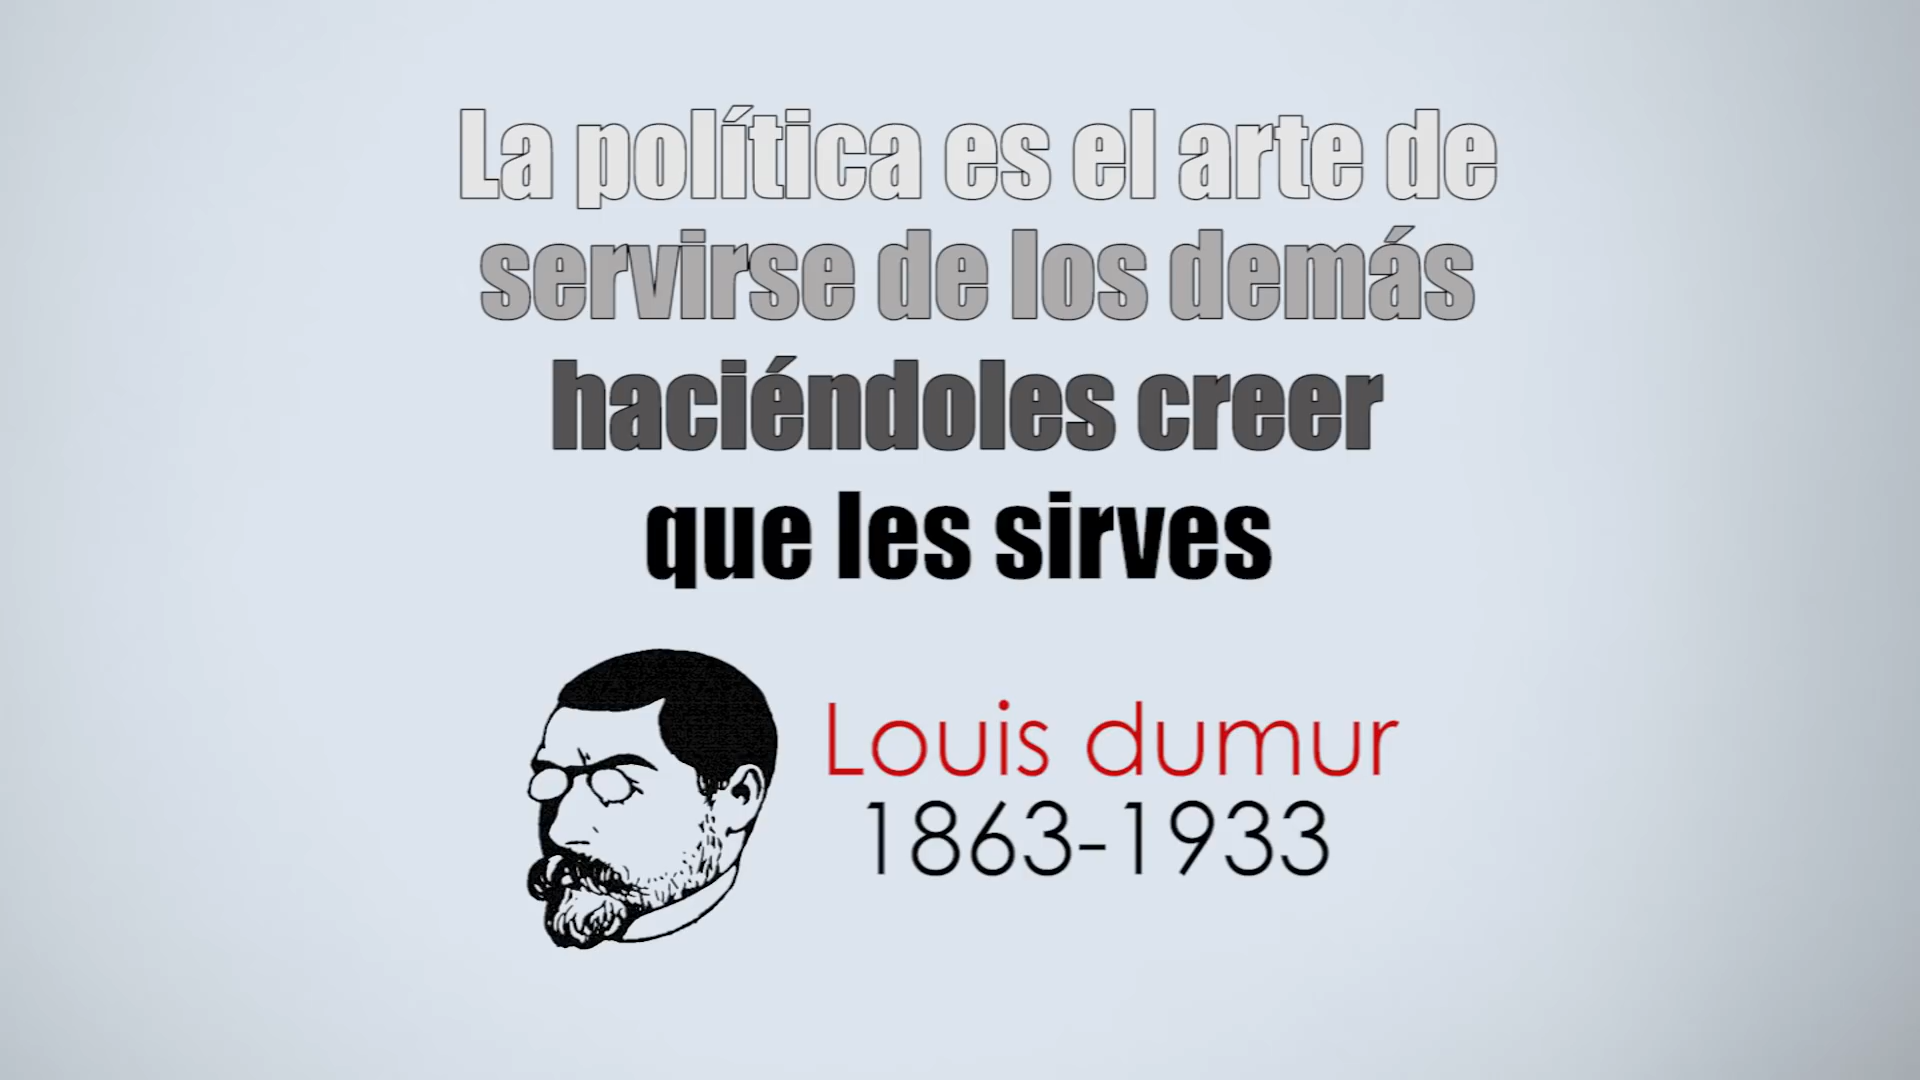 La política es el arte de
servirse de los demás
haciéndoles creer
que les sirves
Louis dumur
1863-1933